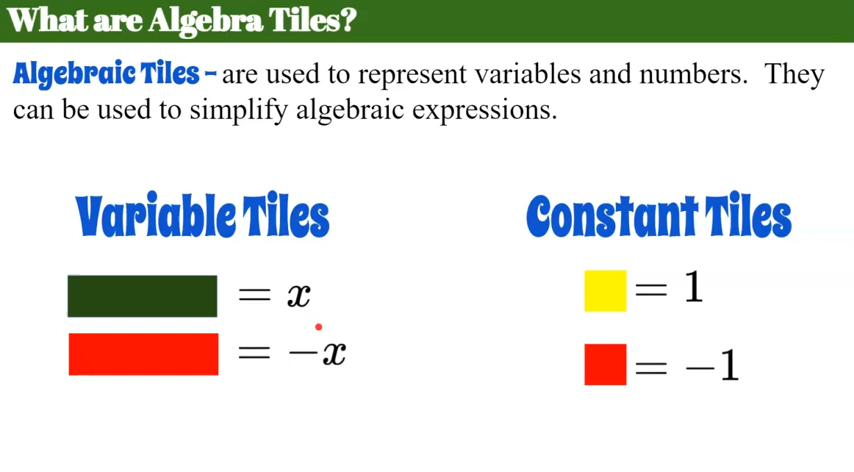 What are Algebra Tiles?
Algebraic Tiles – are used to represent variables and numbers. They
can be used to simplify algebraic expressions.
Variable Tiles
= x
= −x
Constant Tiles
= 1
= −1